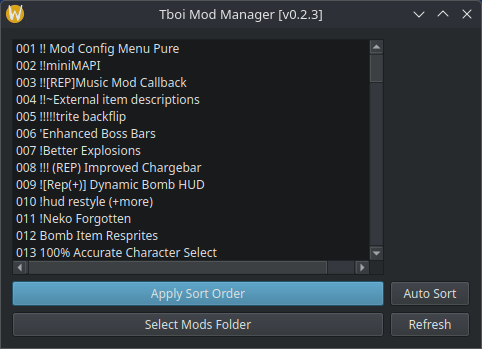 Tboi Mod Manager [v0.2.3]
001 !! Mod Config Menu Pure
002 !!miniMAPI
003 !![REP]Music Mod Callback
004 !!~External item descriptions
005 !!!!!trite backflip
006 'Enhanced Boss Bars
007 !Better Explosions
008 !!! (REP) Improved Chargebar
009 ![Rep(+)] Dynamic Bomb HUD
010 !hud restyle (+more)
011 !Neko Forgotten
012 Bomb Item Resprites
013 100% Accurate Character Select
Apply Sort Order
Auto Sort
Select Mods Folder
Refresh